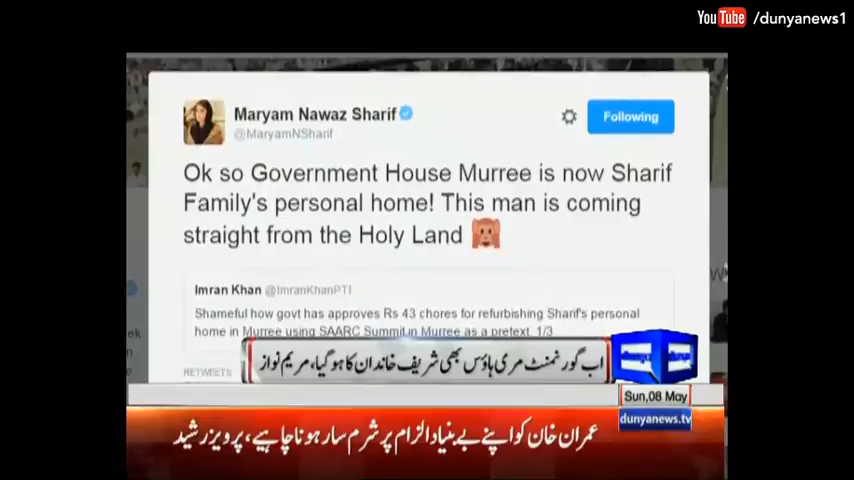 YouTube /dunyanews1
Maryam Nawaz Sharif
@MaryamNSharif
Following
Ok so Government House Murree is now Sharif
Family's personal home! This man is coming
straight from the Holy Land
Imran Khan @ImranKhanPTI
Shameful how govt has approves Rs 43 chores for refurbishing Sharif's personal
home in Murree using SAARC Summit in Murree as a pretext 1/3
RETWEETS
اب گورنمنٹ مری ہاؤس بھی شریف خاندان کا ہو گیا، مریم نواز
Sun,08 May
dunyanews.tv
عمران خان کو اپنے بے بنیاد الزام پر شرم سار ہونا چاہیے، پرویز رشید